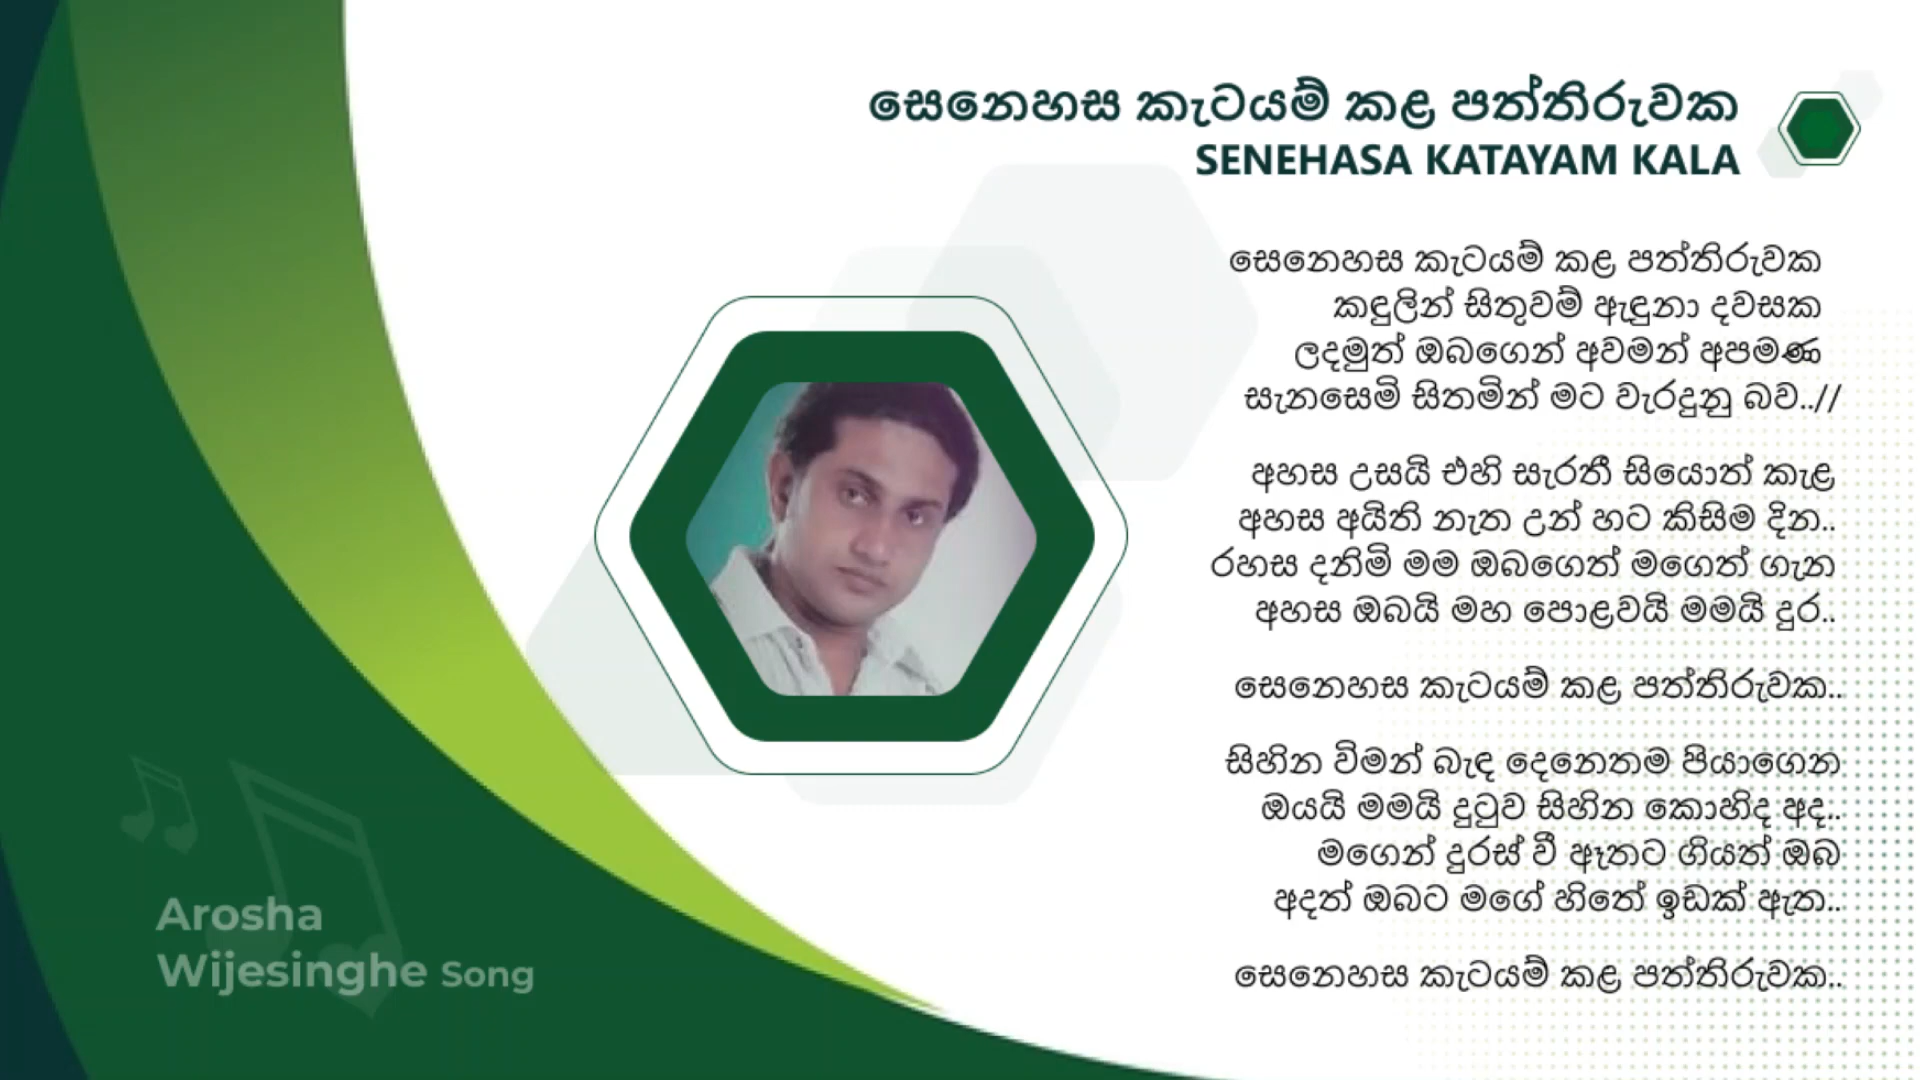 සෙනෙහස කැටයම් කළ පත්තිරුවක
SENEHASA KATAYAM KALA
සෙනෙහස කැටයම් කළ පත්තිරුවක
කඳුලින් සිතුවම් ඇඳුනා දවසක
ලදමුත් ඔබගෙන් අවමන් අපමණ
සැනසෙමි සිතමින් මට වැරදුනු බව..//
අහස උසයි එහි සැරතී සියොත් කැළ
අහස අයිති නැත උන් හට කිසිම දින..
රහස දනිමි මම ඔබගෙත් මගෙත් ගැන
අහස ඔබයි මහ පොළවයි මමයි දුර..
සෙනෙහස කැටයම් කළ පත්තිරුවක..
සිහින විමන් බැඳ දෙනෙතම පියාගෙන
ඔයයි මමයි දුටුව සිහින කොහිද අද..
මගෙන් දුරස් වී ඈතට ගියත් ඔබ
අදත් ඔබට මගේ හිතේ ඉඩක් ඇත..
සෙනෙහස කැටයම් කළ පත්තිරුවක..
Arosha
Wijesinghe Song